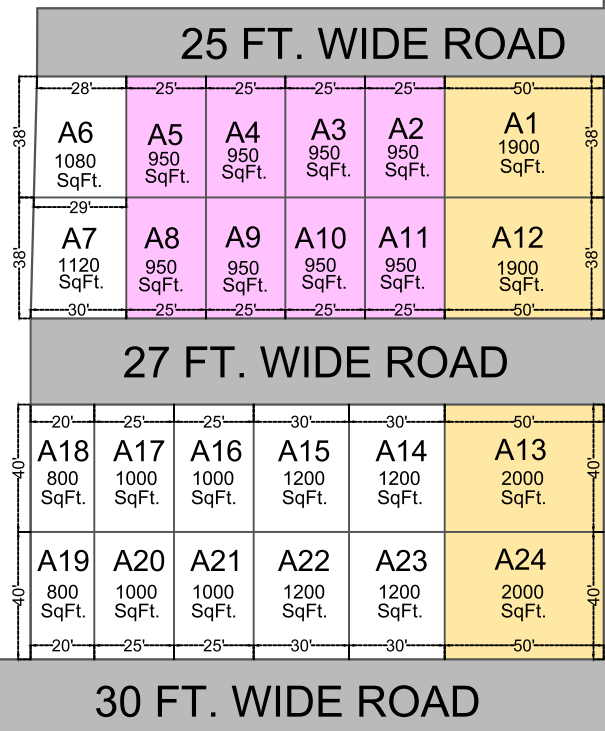 25 FT. WIDE ROAD
28' 25' 25' 25' 25' 50'
38' A6 A5 A4 A3 A2 A1 38'
1080 950 950 950 950 1900
SqFt. SqFt. SqFt. SqFt. SqFt. SqFt.
29'
38' A7 A8 A9 A10 A11 A12 38'
1120 950 950 950 950 1900
SqFt. SqFt. SqFt. SqFt. SqFt. SqFt.
30' 25' 25' 25' 25' 50'
27 FT. WIDE ROAD
20' 25' 25' 30' 30' 50'
40' A18 A17 A16 A15 A14 A13 40'
800 1000 1000 1200 1200 2000
SqFt. SqFt. SqFt. SqFt. SqFt. SqFt.
40' A19 A20 A21 A22 A23 A24 40'
800 1000 1000 1200 1200 2000
SqFt. SqFt. SqFt. SqFt. SqFt. SqFt.
20' 25' 25' 30' 30' 50'
30 FT. WIDE ROAD